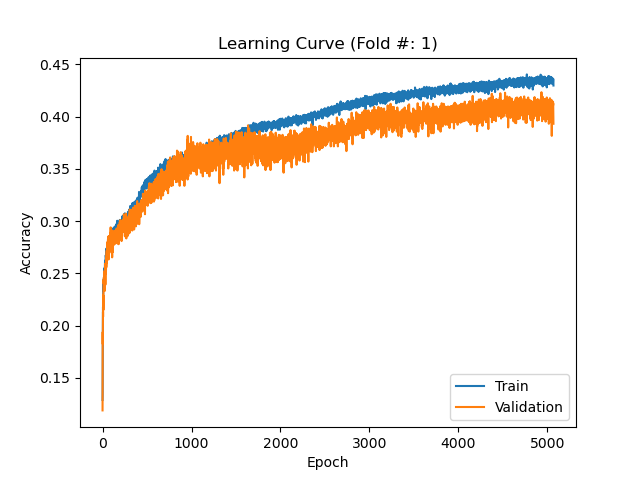 Learning Curve (Fold #: 1)
0.45
0.40
0.35
0.30
0.25
0.20
0.15
Accuracy
0 1000 2000 3000 4000 5000
Epoch
Train
Validation